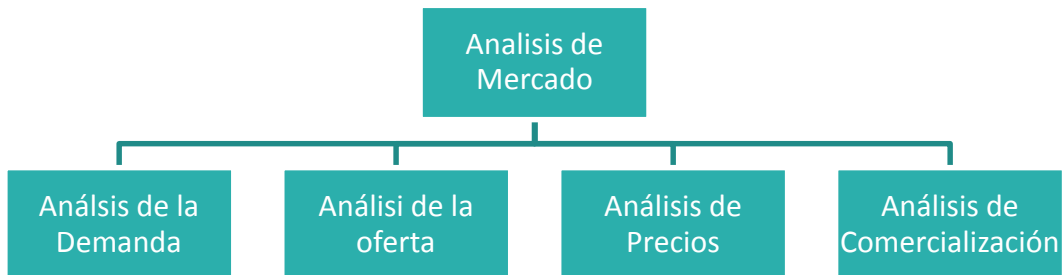 Analisis de
Mercado
Análsis de la
Demanda
Análisi de la
oferta
Análisis de
Precios
Análisis de
Comercialización